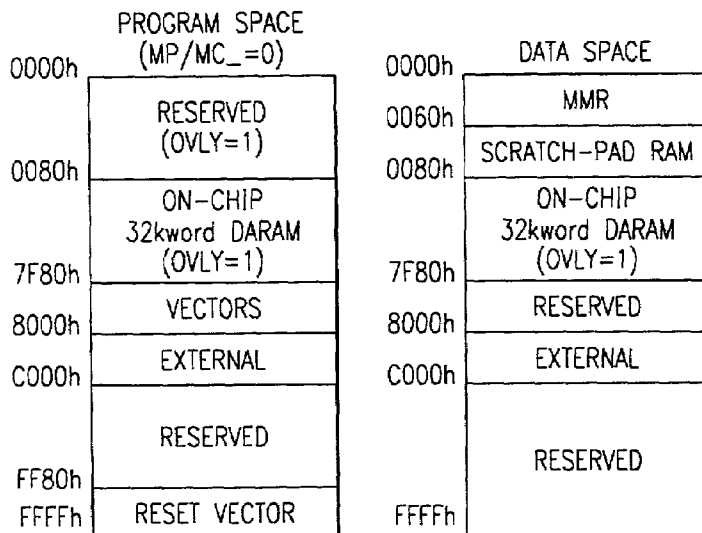 PROGRAM SPACE
(MP/MC_=0)
0000h
RESERVED
(OVLY=1)
0080h
ON-CHIP
32kword DARAM
(OVLY=1)
7F80h
VECTORS
8000h
EXTERNAL
C000h
RESERVED
FF80h
RESET VECTOR
FFFFh
DATA SPACE
0000h
MMR
0060h
SCRATCH-PAD RAM
0080h
ON-CHIP
32kword DARAM
(OVLY=1)
7F80h
RESERVED
8000h
EXTERNAL
C000h
RESERVED
FFFFh